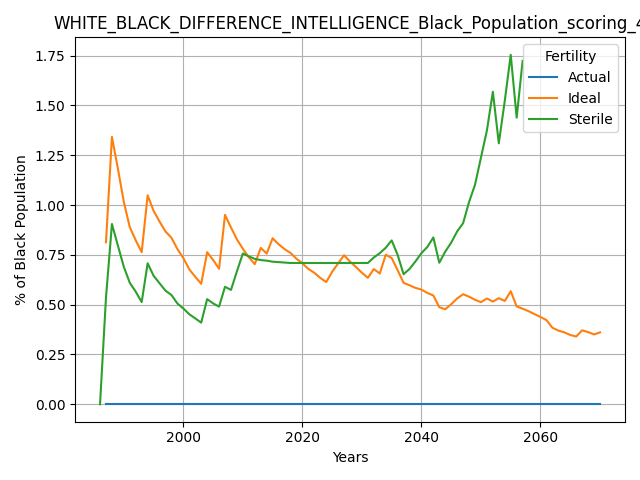 WHITE_BLACK_DIFFERENCE_INTELLIGENCE_Black_Population_scoring_4
Fertility
Actual
Ideal
Sterile
% of Black Population
1.75
1.50
1.25
1.00
0.75
0.50
0.25
0.00
2000 2020 2040 2060
Years